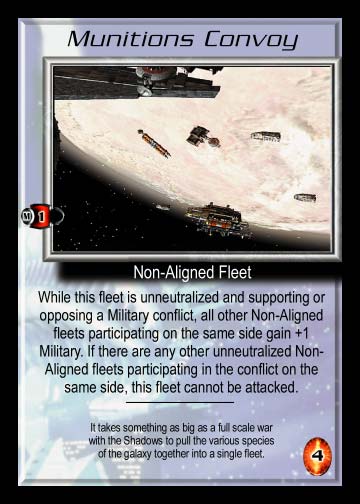 Munitions Convoy
M 1
Non-Aligned Fleet
While this fleet is unneutralized and supporting or
opposing a Military conflict, all other Non-Aligned
fleets participating on the same side gain +1
Military. If there are any other unneutralized Non-
Aligned fleets participating in the conflict on the
same side, this fleet cannot be attacked.
It takes something as big as a full scale war
with the Shadows to pull the various species
of the galaxy together into a single fleet.
4